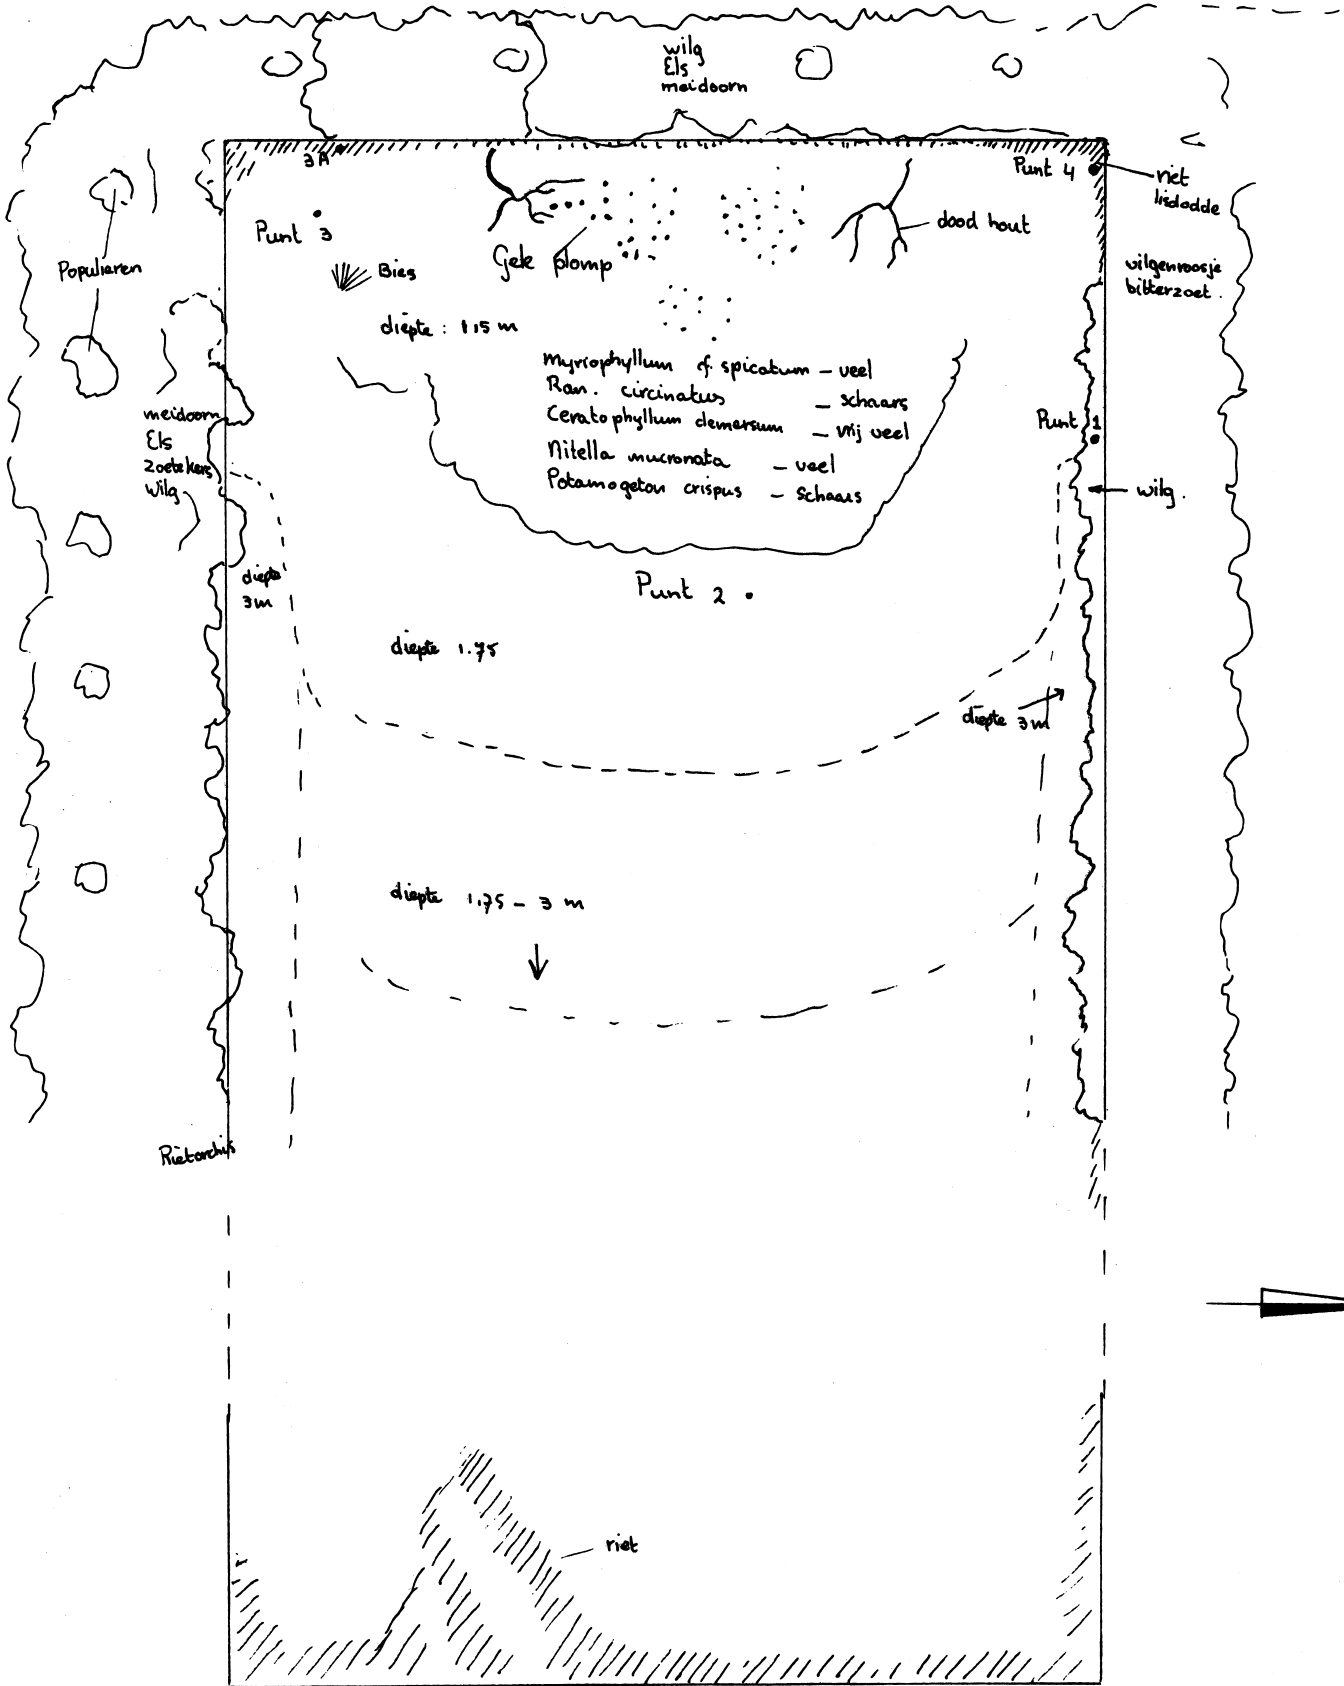 wilg
Els
meidoorn
3A
Punt 4
riet
lisdodde
Punt 3
dood hout
Populieren
Bies
Gele plomp
wilgenroosje
bitterzoet.
diepte : 1.15 m
Myriophyllum cf. spicatum – veel
Ran. circinatus – schaars
Ceratophyllum demersum – vrij veel
Nitella mucronata – veel
Potamogeton crispus – schaars
meidoorn
Els
zoete kers
wilg
Punt 1
wilg.
diepte
3m
Punt 2
diepte 1.75
diepte 3m
diepte 1.75 – 3 m
Rietorchis
riet